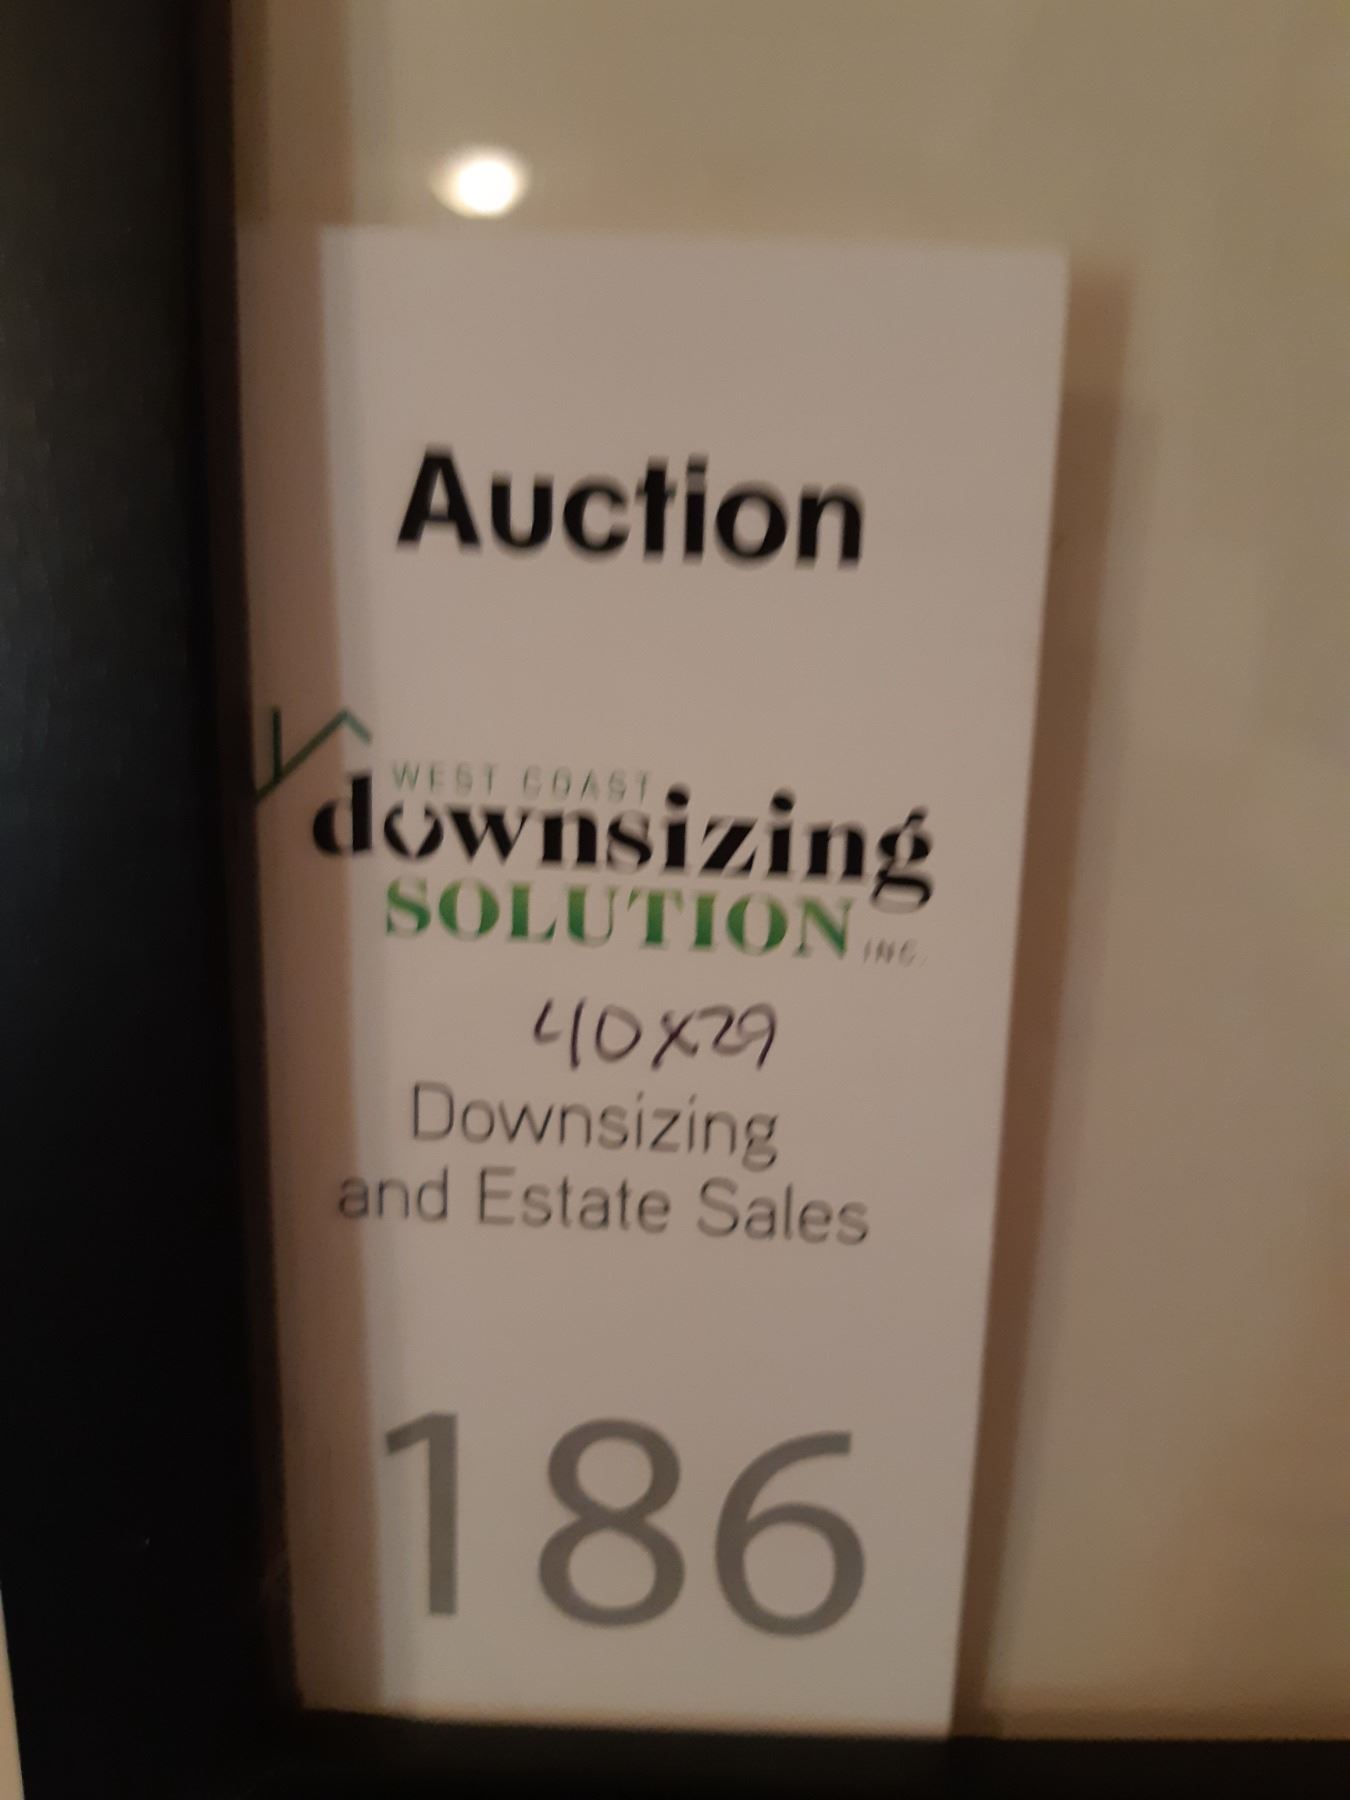 Auction
WEST COAST
downsizing
SOLUTION INC.
40x29
Downsizing
and Estate Sales
186